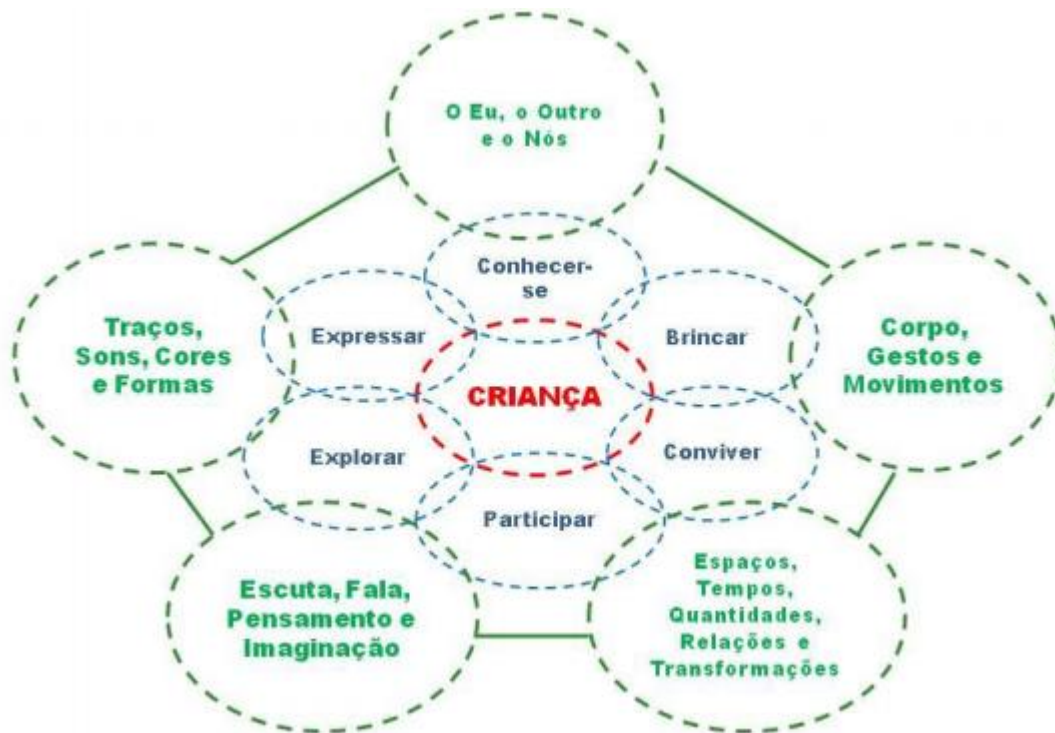 O Eu, o Outro
e o Nós
Conhecer-
se
Expressar
Brincar
Traços,
Sons, Cores
e Formas
Corpo,
Gestos e
Movimentos
CRIANÇA
Explorar
Conviver
Participar
Escuta, Fala,
Pensamento e
Imaginação
Espaços,
Tempos,
Quantidades,
Relações e
Transformações